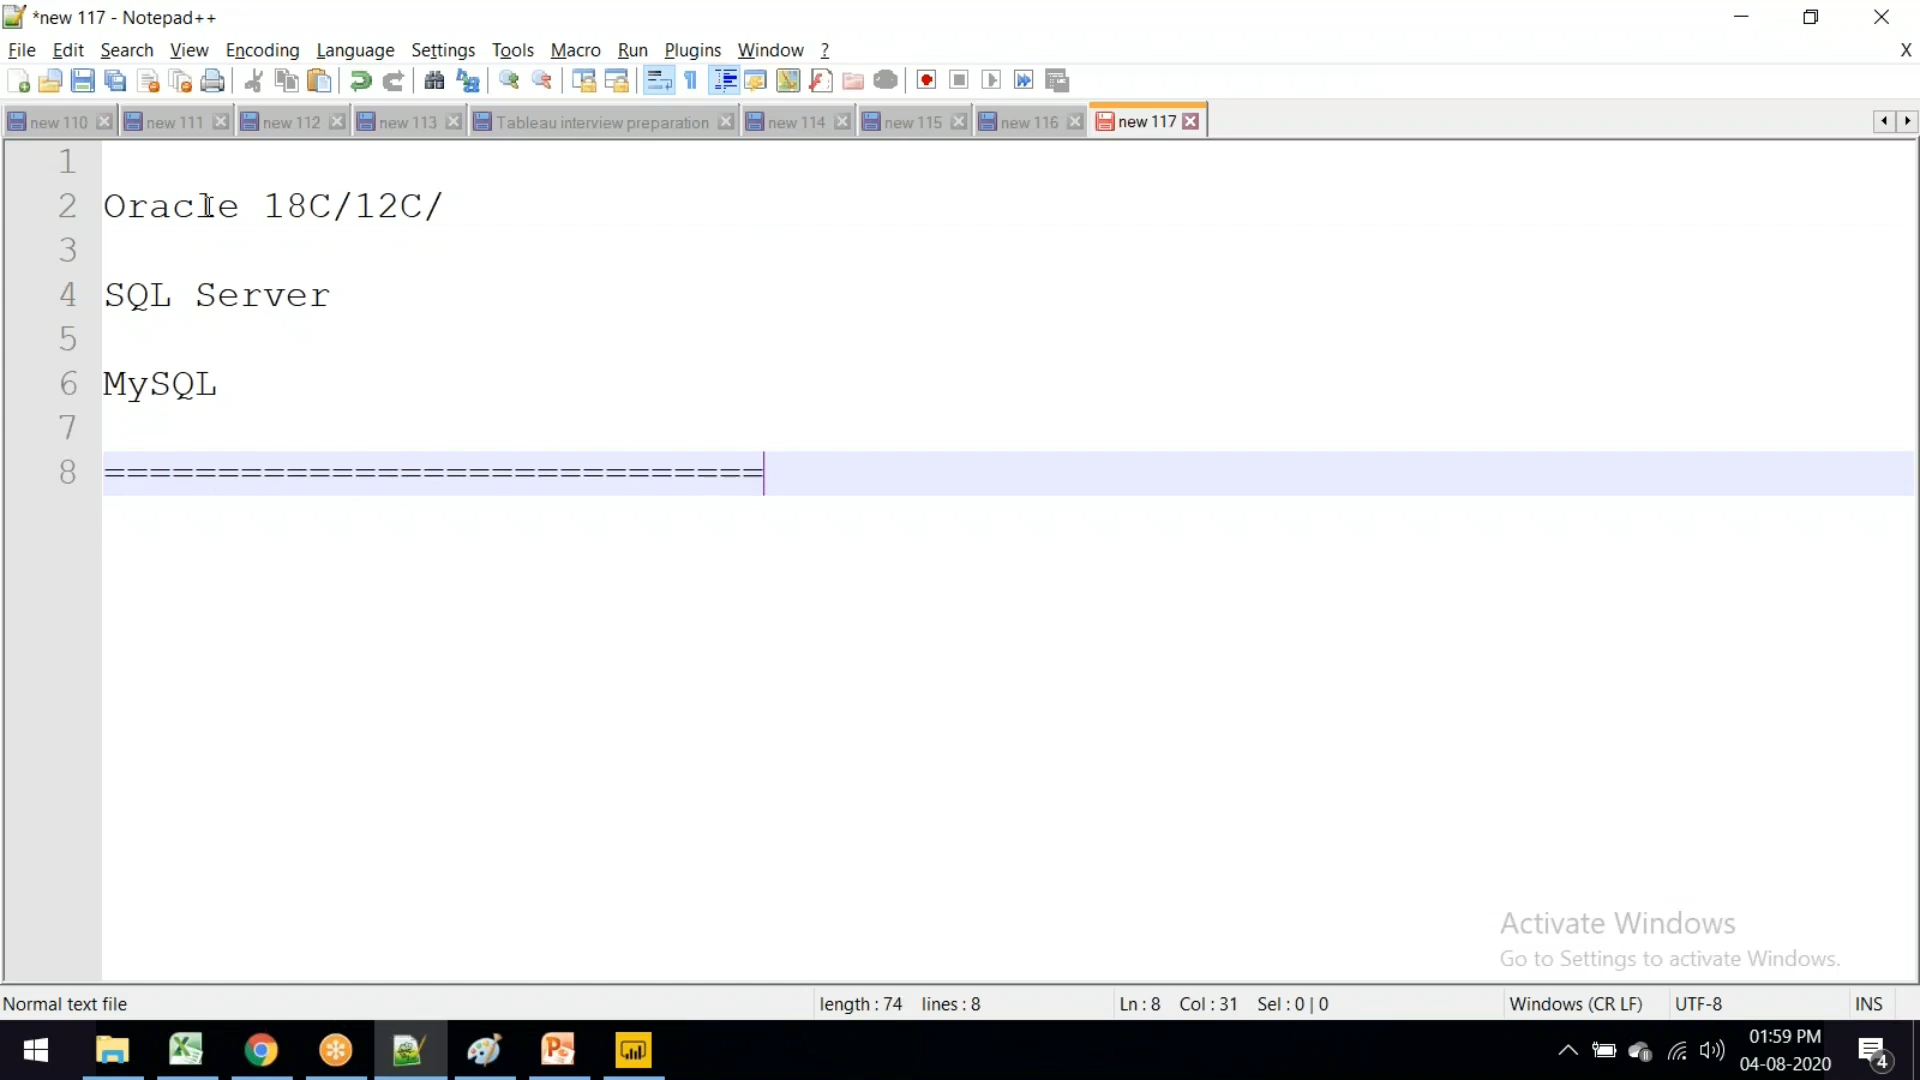 *new 117 - Notepad++
File Edit Search View Encoding Language Settings Tools Macro Run Plugins Window ? X
new 110 new 111 new 112 new 113 Tableau interview preparation new 114 new 115 new 116 new 117
1
2 Oracle 18C/12C/
3
4 SQL Server
5
6 MySQL
7
8 =============================
Activate Windows
Go to Settings to activate Windows.
Normal text file length : 74 lines : 8 Ln : 8 Col : 31 Sel : 0 | 0 Windows (CR LF) UTF-8 INS
01:59 PM
04-08-2020
4